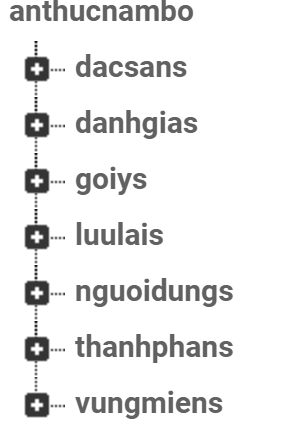 anthucnambo
dacsans
danhgias
goiys
luulais
nguoidungs
thanhphans
vungmiens